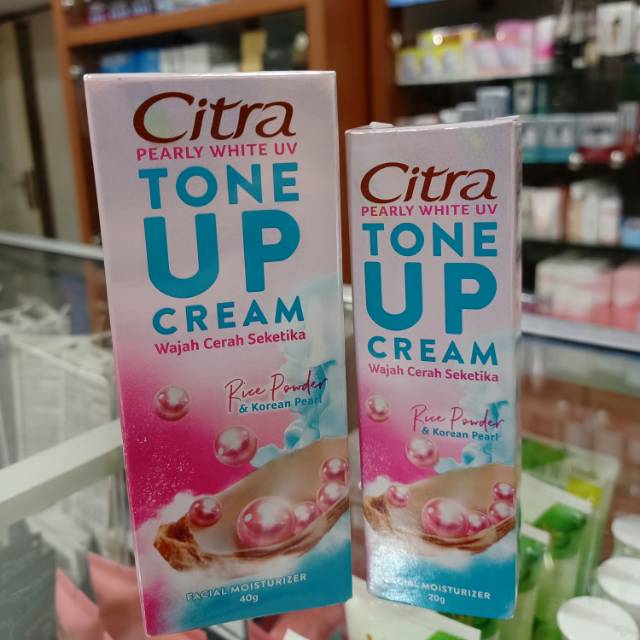 Citra
PEARLY WHITE UV
TONE
UP
CREAM
Wajah Cerah Seketika
Rice Powder
& Korean Pearl
FACIAL MOISTURIZER
40g
Citra
PEARLY WHITE UV
TONE
UP
CREAM
Wajah Cerah Seketika
Rice Powder
& Korean Pearl
FACIAL MOISTURIZER
20g